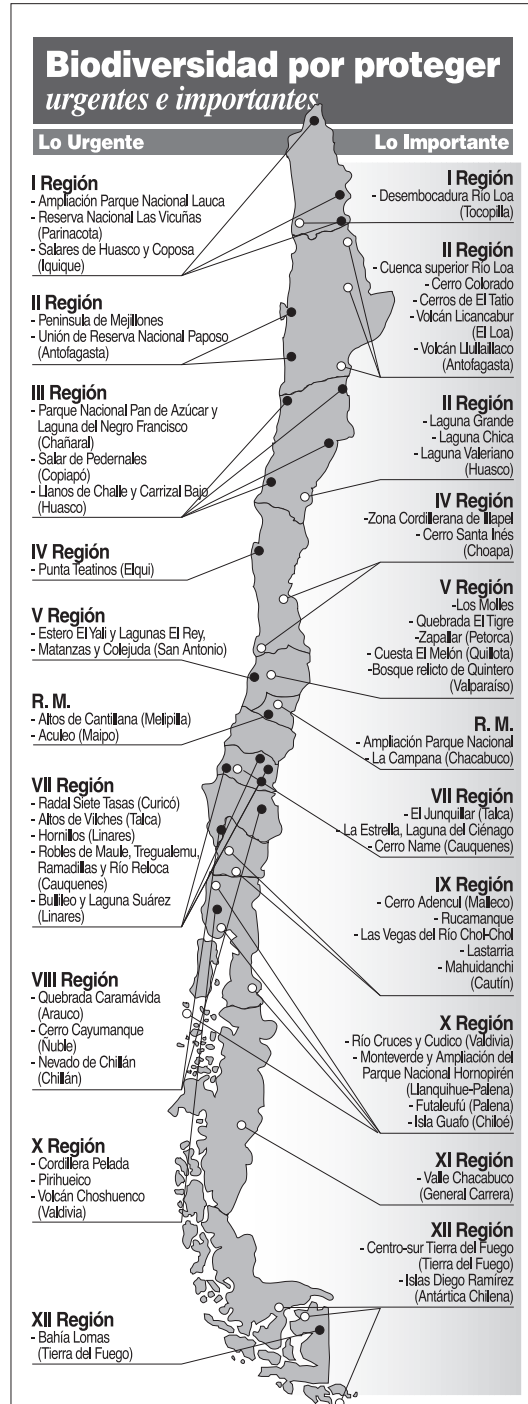 Biodiversidad por proteger
urgentes e importantes
Lo Urgente
I Región
- Ampliación Parque Nacional Lauca
- Reserva Nacional Las Vicuñas
(Parinacota)
- Salares de Huasco y Coposa
(Iquique)
II Región
- Peninsula de Mejillones
- Unión de Reserva Nacional Paposo
(Antofagasta)
III Región
- Parque Nacional Pan de Azúcar y
Laguna del Negro Francisco
(Chañaral)
- Salar de Pedernales
(Copiapó)
- Llanos de Challe y Carrizal Bajo
(Huasco)
IV Región
- Punta Teatinos (Elqui)
V Región
- Estero El Yali y Lagunas El Rey,
- Matanzas y Colejuda (San Antonio)
R. M.
- Altos de Cantillana (Melipilla)
- Aculeo (Maipo)
VII Región
- Radal Siete Tasas (Curicó)
- Altos de Vilches (Talca)
- Hornillos (Linares)
- Robles de Maule, Tregualemu,
Ramadillas y Río Reloca
(Cauquenes)
- Bullileo y Laguna Suárez
(Linares)
VIII Región
- Quebrada Caramávida
(Arauco)
- Cerro Cayumanque
(Ñuble)
- Nevado de Chillán
(Chillán)
X Región
- Cordillera Pelada
- Pirihueico
- Volcán Choshuenco
(Valdivia)
XII Región
- Bahía Lomas
(Tierra del Fuego)
Lo Importante
I Región
- Desembocadura Río Loa
(Tocopilla)
II Región
- Cuenca superior Río Loa
- Cerro Colorado
- Cerros de El Tatio
- Volcán Licancabur
(El Loa)
- Volcán Llullaillaco
(Antofagasta)
II Región
- Laguna Grande
- Laguna Chica
- Laguna Valeriano
(Huasco)
IV Región
-Zona Cordillerana de Illapel
- Cerro Santa Inés
(Choapa)
V Región
-Los Molles
- Quebrada El Tigre
-Zapallar (Petorca)
- Cuesta El Melón (Quillota)
-Bosque relicto de Quintero
(Valparaíso)
R. M.
- Ampliación Parque Nacional
- La Campana (Chacabuco)
VII Región
- El Junquillar (Talca)
- La Estrella, Laguna del Ciénago
- Cerro Name (Cauquenes)
IX Región
- Cerro Adencul (Malleco)
- Rucamanque
- Las Vegas del Río Chol-Chol
- Lastarria
- Mahuidanchi
(Cautín)
X Región
- Río Cruces y Cudico (Valdivia)
- Monteverde y Ampliación del
Parque Nacional Hornopirén
(Llanquihue-Palena)
- Futaleufú (Palena)
- Isla Guafo (Chiloé)
XI Región
- Valle Chacabuco
(General Carrera)
XII Región
- Centro-sur Tierra del Fuego
(Tierra del Fuego)
- Islas Diego Ramírez
(Antártica Chilena)